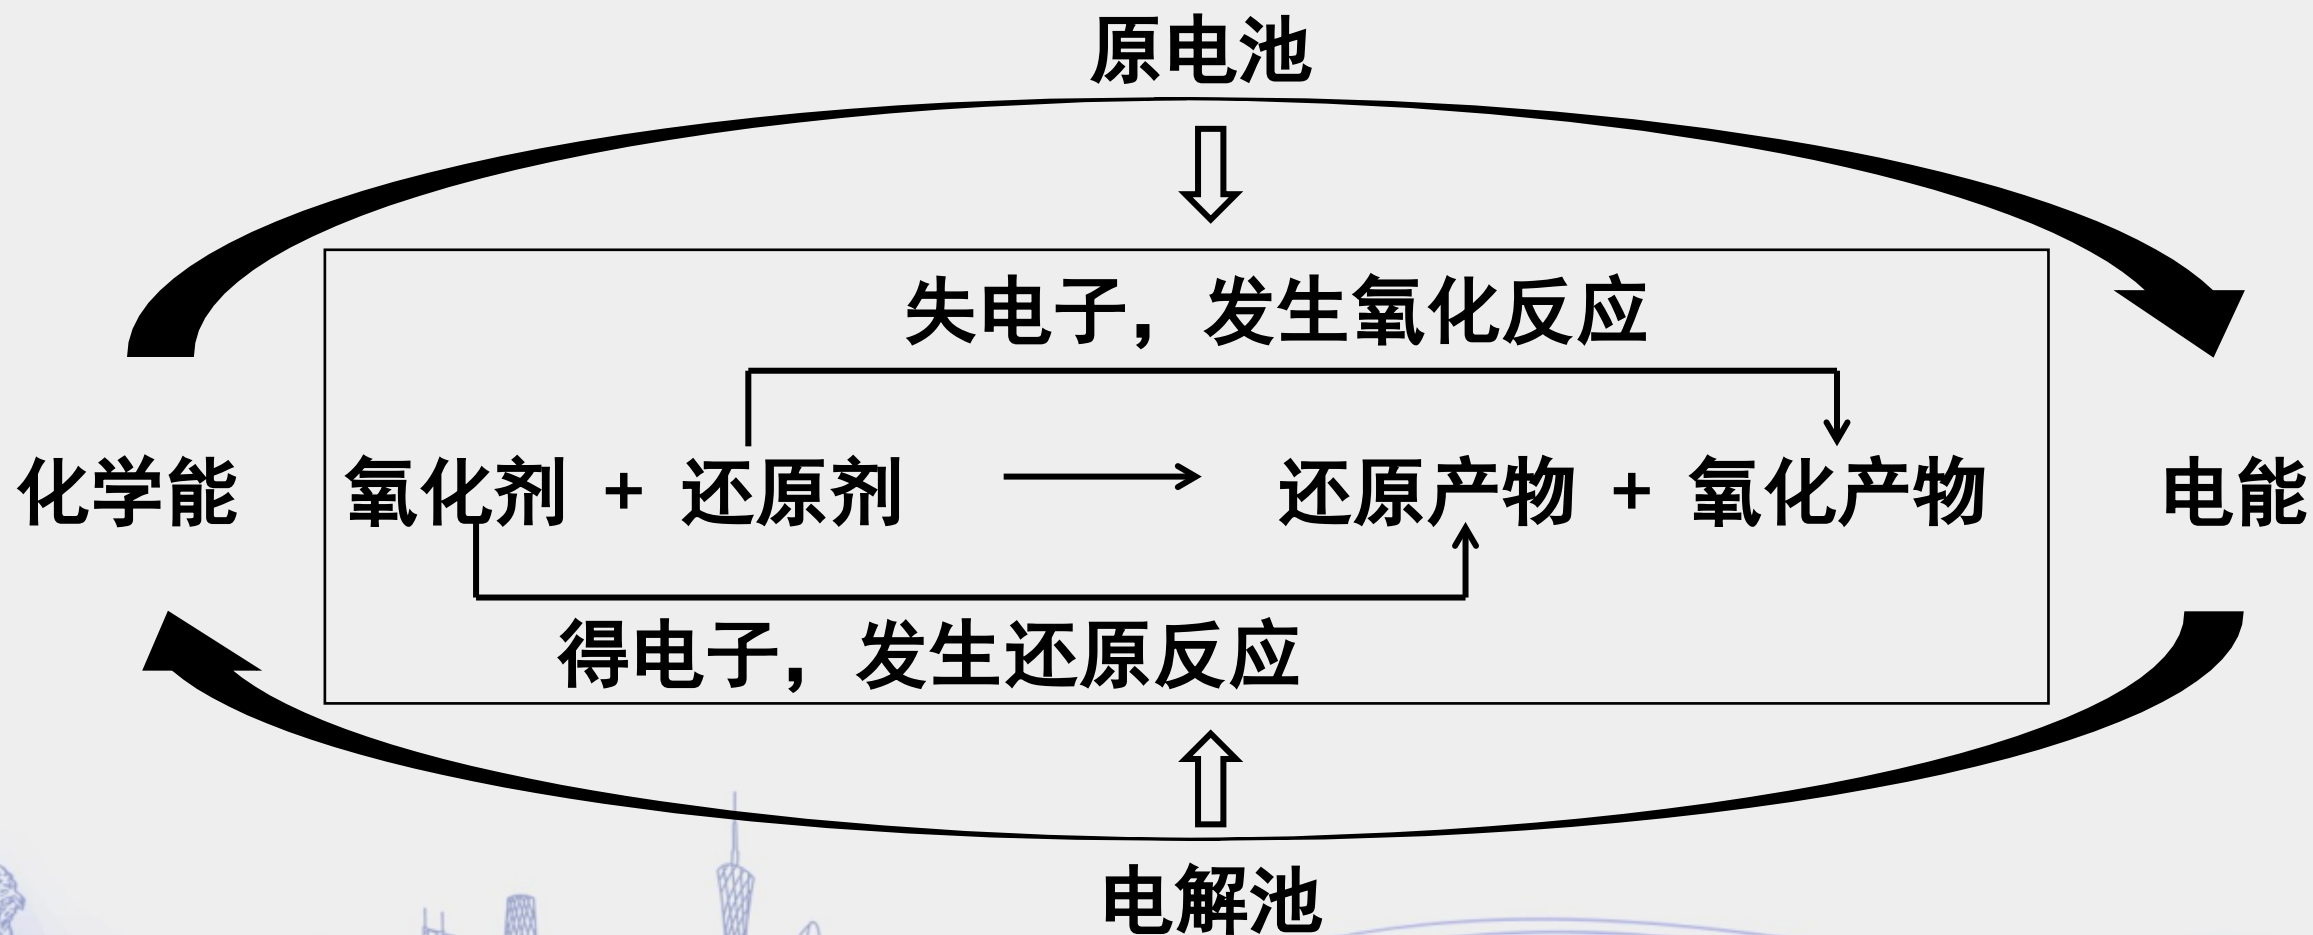 原电池
失电子，发生氧化反应
化学能
氧化剂 + 还原剂
还原产物 + 氧化产物
电能
得电子，发生还原反应
电解池